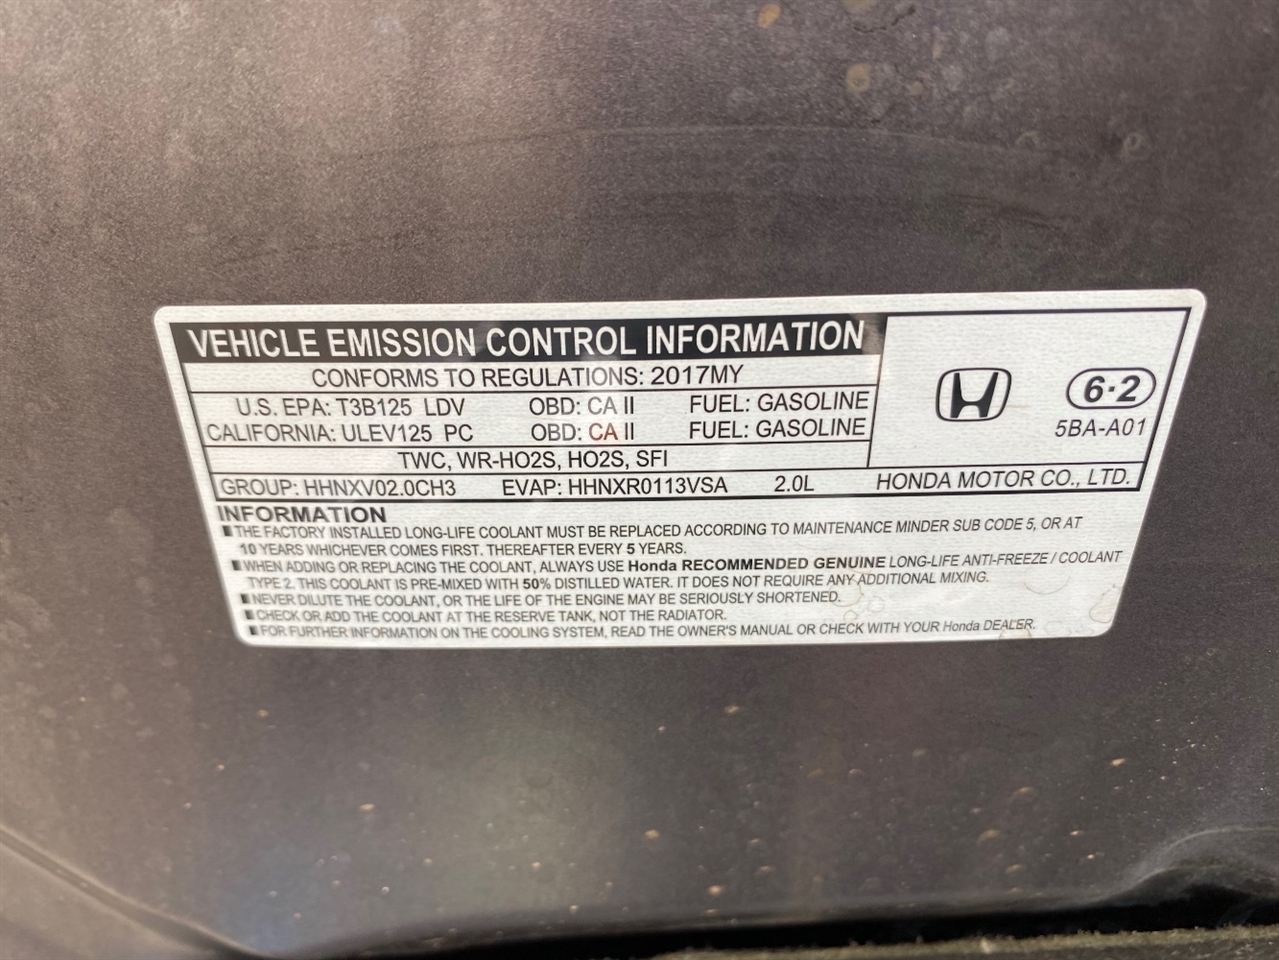 VEHICLE EMISSION CONTROL INFORMATION
CONFORMS TO REGULATIONS: 2017MY
U.S. EPA: T3B125 LDV OBD: CA II FUEL: GASOLINE
CALIFORNIA: ULEV125 PC OBD: CA II FUEL: GASOLINE
TWC, WR-HO2S, HO2S, SFI
GROUP: HHNXV02.0CH3 EVAP: HHNXR0113VSA 2.0L
6·2
5BA-A01
HONDA MOTOR CO., LTD.
INFORMATION
THE FACTORY INSTALLED LONG-LIFE COOLANT MUST BE REPLACED ACCORDING TO MAINTENANCE MINDER SUB CODE 5, OR AT
10 YEARS WHICHEVER COMES FIRST. THEREAFTER EVERY 5 YEARS.
WHEN ADDING OR REPLACING THE COOLANT, ALWAYS USE Honda RECOMMENDED GENUINE LONG-LIFE ANTI-FREEZE / COOLANT
TYPE 2. THIS COOLANT IS PRE-MIXED WITH 50% DISTILLED WATER. IT DOES NOT REQUIRE ANY ADDITIONAL MIXING.
NEVER DILUTE THE COOLANT, OR THE LIFE OF THE ENGINE MAY BE SERIOUSLY SHORTENED.
CHECK OR ADD THE COOLANT AT THE RESERVE TANK, NOT THE RADIATOR.
FOR FURTHER INFORMATION ON THE COOLING SYSTEM, READ THE OWNER'S MANUAL OR CHECK WITH YOUR Honda DEALER.